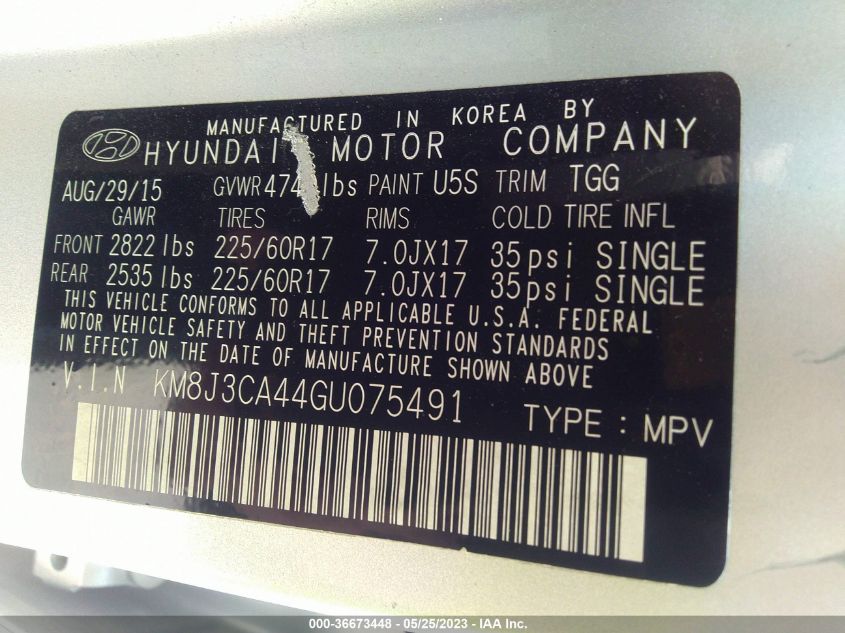 MANUFACTURED IN KOREA BY
HYUNDAI MOTOR COMPANY
AUG/29/15 GVWR lbs PAINT U5S TRIM TGG
GAWR TIRES RIMS COLD TIRE INFL
FRONT 2822 lbs 225/60R17 7.0JX17 35psi SINGLE
REAR 2535 lbs 225/60R17 7.0JX17 35psi SINGLE
THIS VEHICLE CONFORMS TO ALL APPLICABLE U.S.A. FEDERAL
MOTOR VEHICLE SAFETY AND THEFT PREVENTION STANDARDS
IN EFFECT ON THE DATE OF MANUFACTURE SHOWN ABOVE
V.I.N KM8J3CA44GU075491 TYPE : MPV
000-36673448 - 05/25/2023 - IAA Inc.